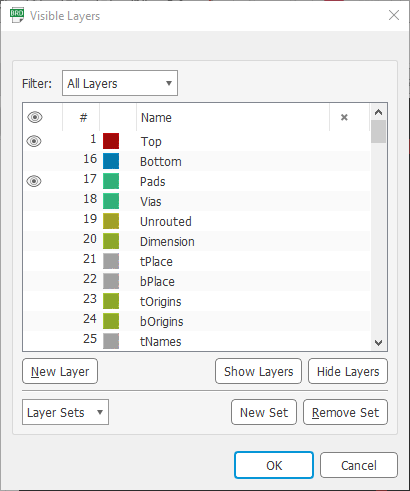 BRD Visible Layers
Filter: All Layers
# Name
1 Top
16 Bottom
17 Pads
18 Vias
19 Unrouted
20 Dimension
21 tPlace
22 bPlace
23 tOrigins
24 bOrigins
25 tNames
New Layer Show Layers Hide Layers
Layer Sets New Set Remove Set
OK Cancel